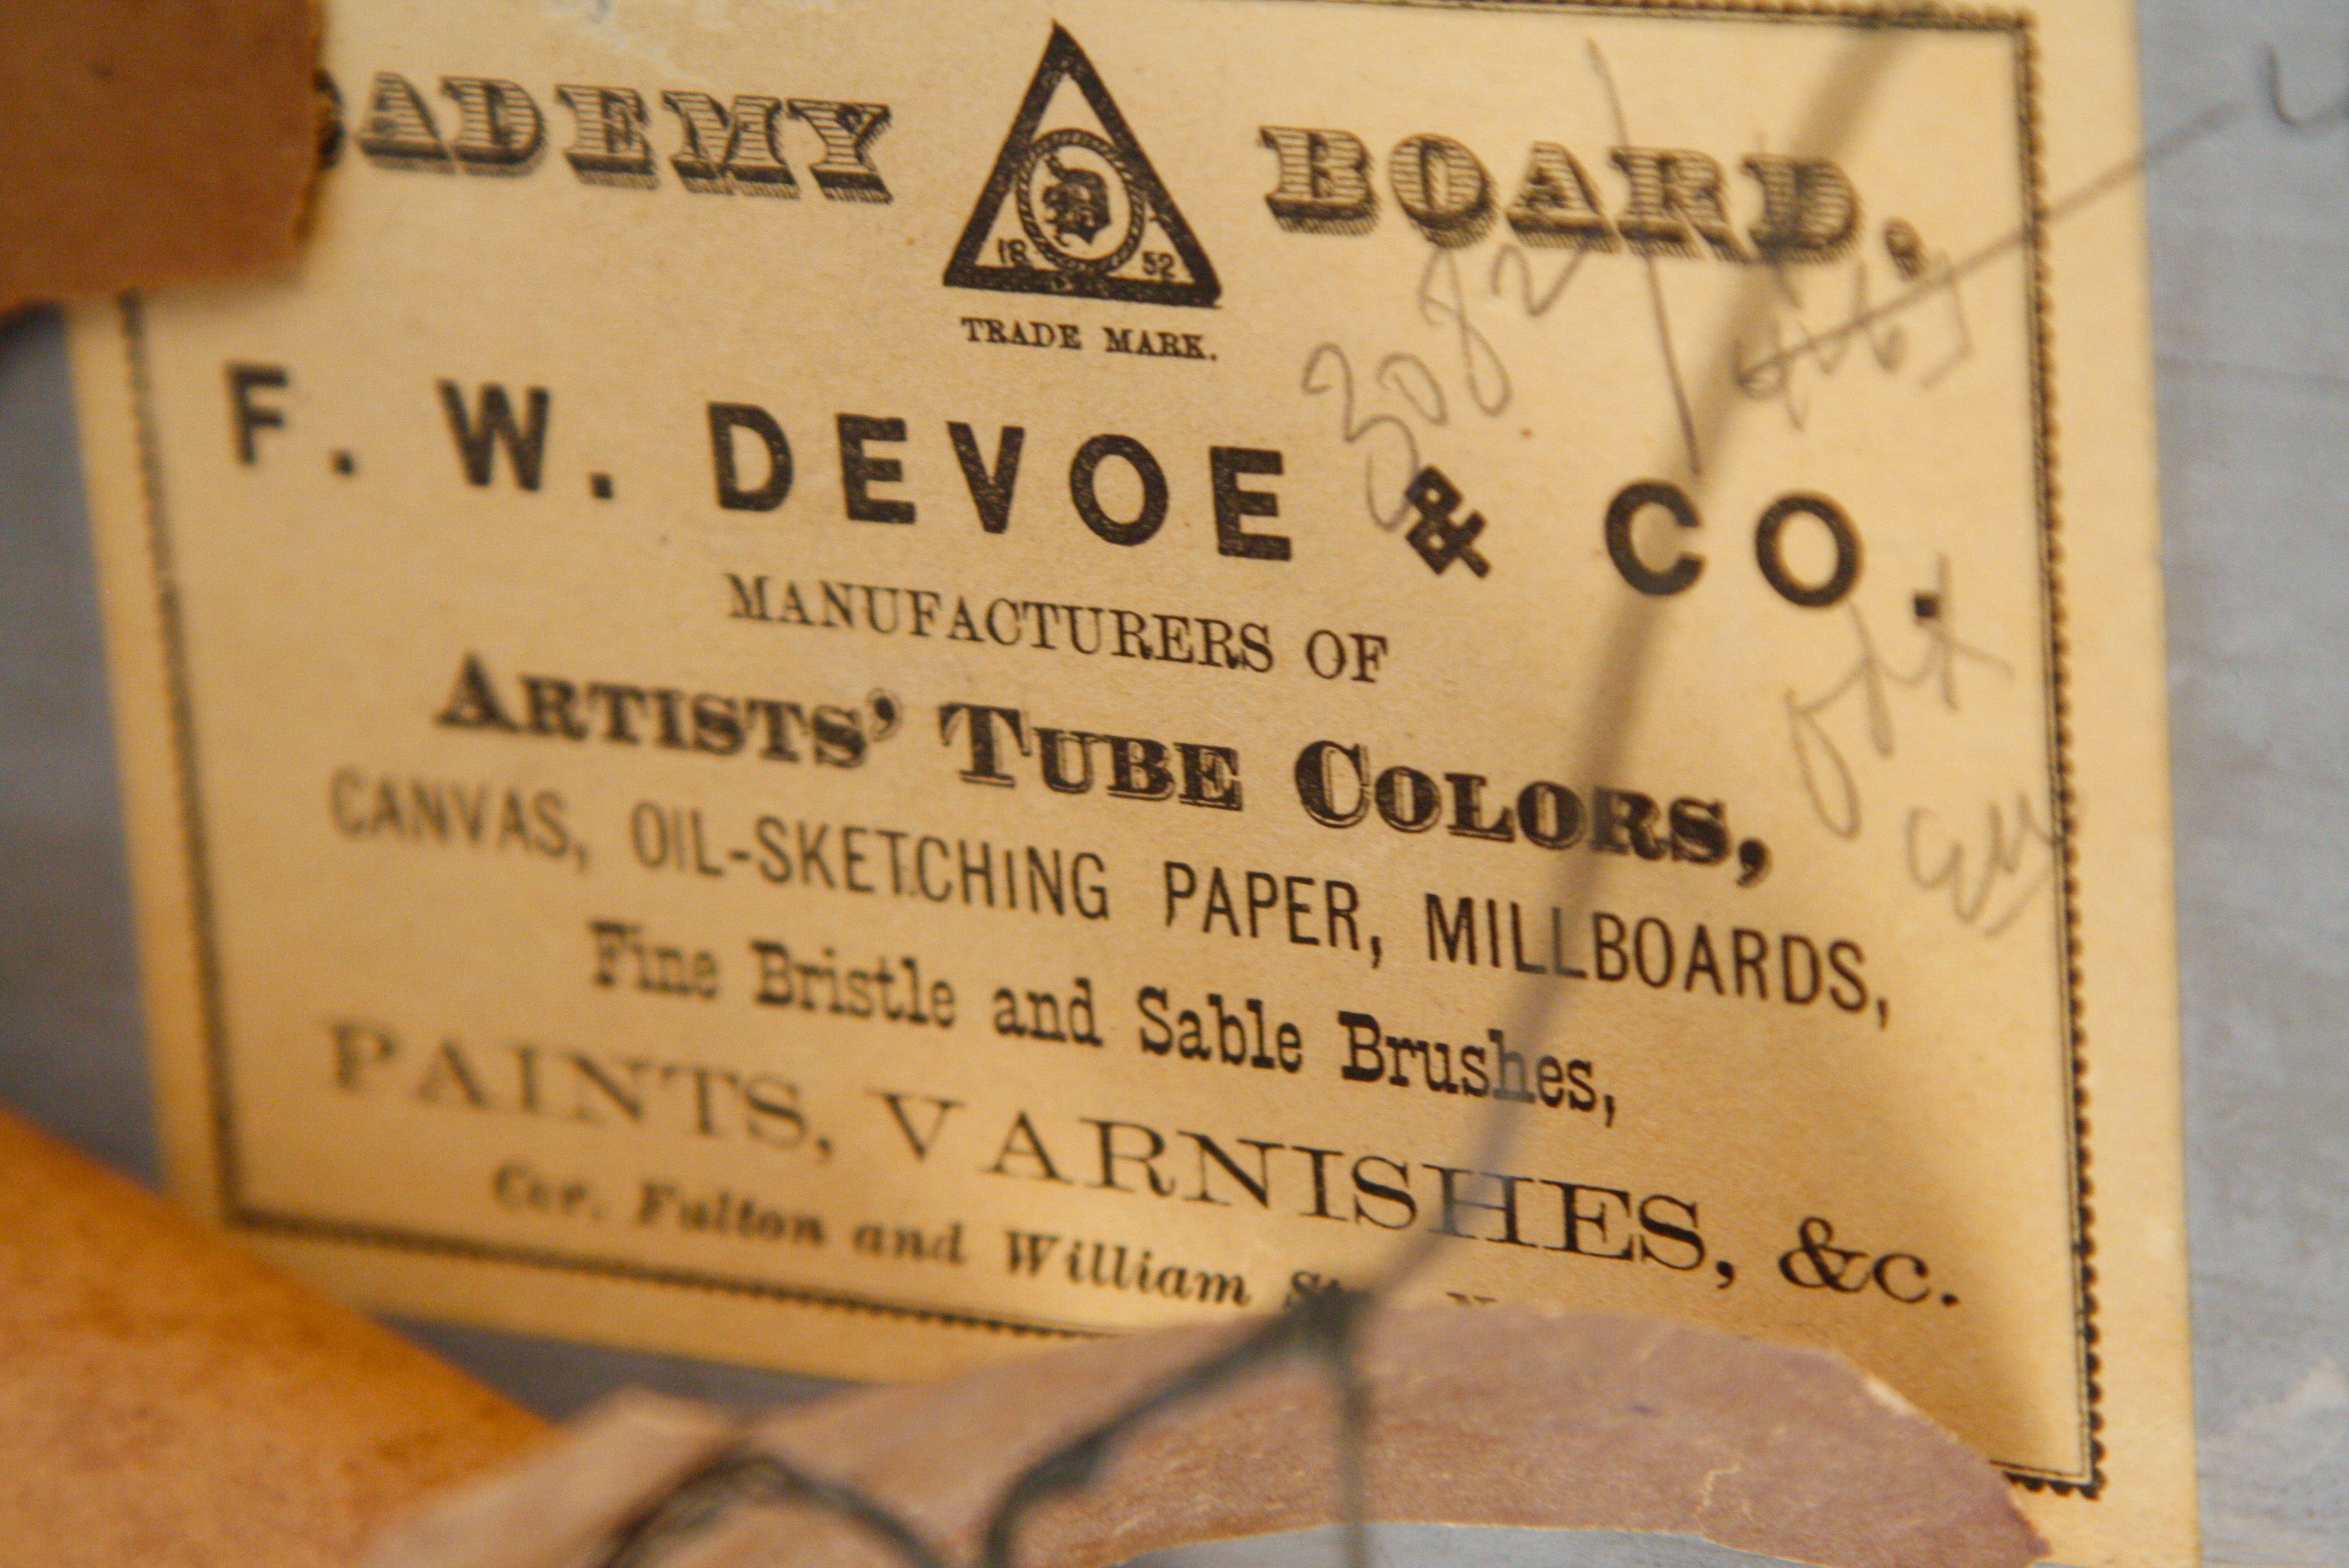 ADEMY BOARD.
18 52
TRADE MARK.
3082
F. W. DEVOE & CO.
MANUFACTURERS OF
ARTISTS' TUBE COLORS,
CANVAS, OIL-SKETCHING PAPER, MILLBOARDS,
Fine Bristle and Sable Brushes,
PAINTS, VARNISHES, &c.
Cor. Fulton and William